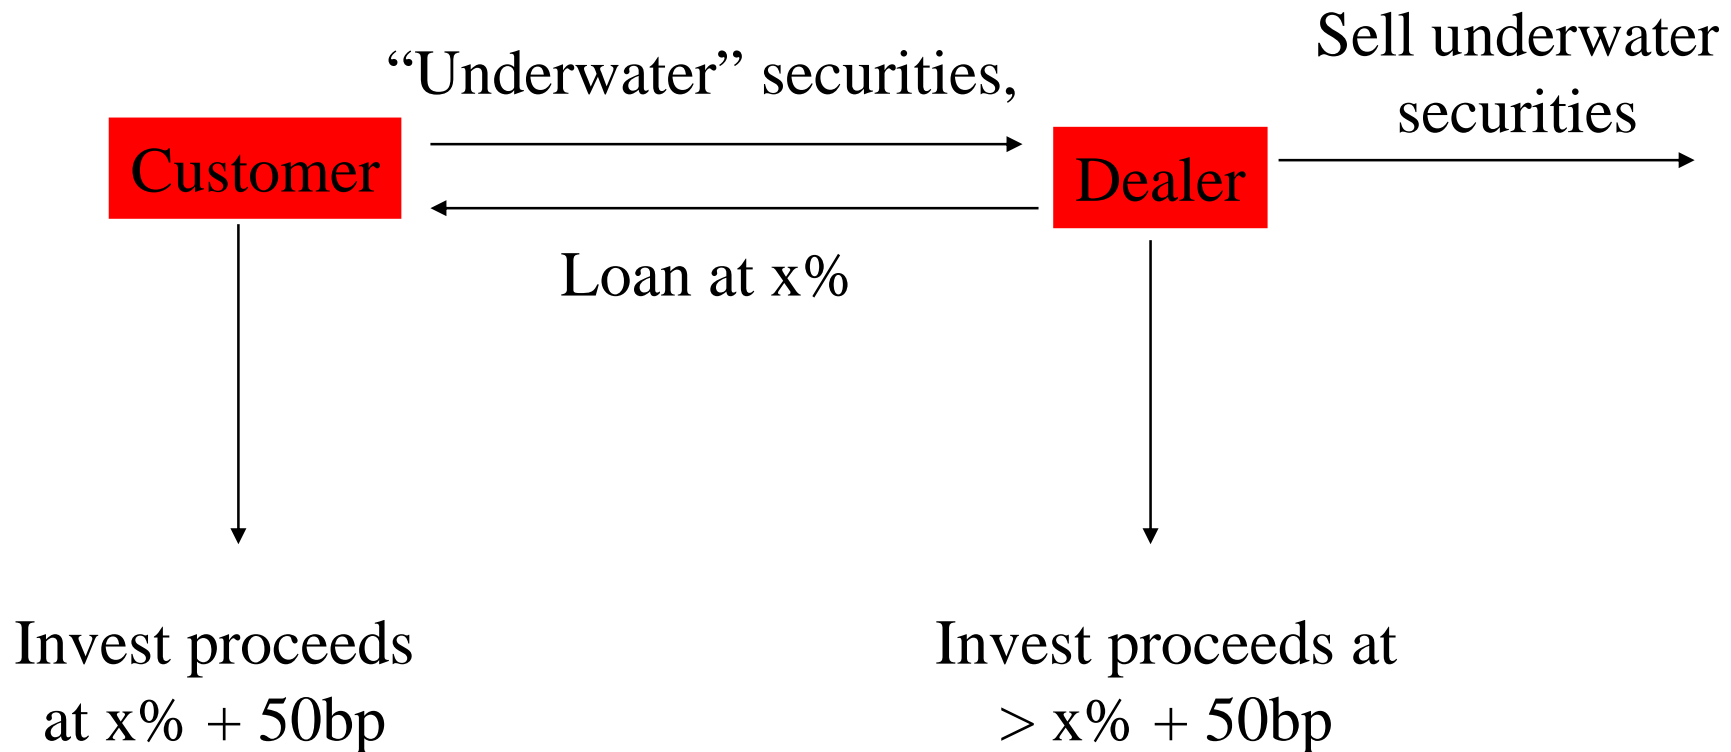 “Underwater” securities,
Sell underwater
securities
Customer
Dealer
Loan at x%
Invest proceeds
at x% + 50bp
Invest proceeds at
> x% + 50bp